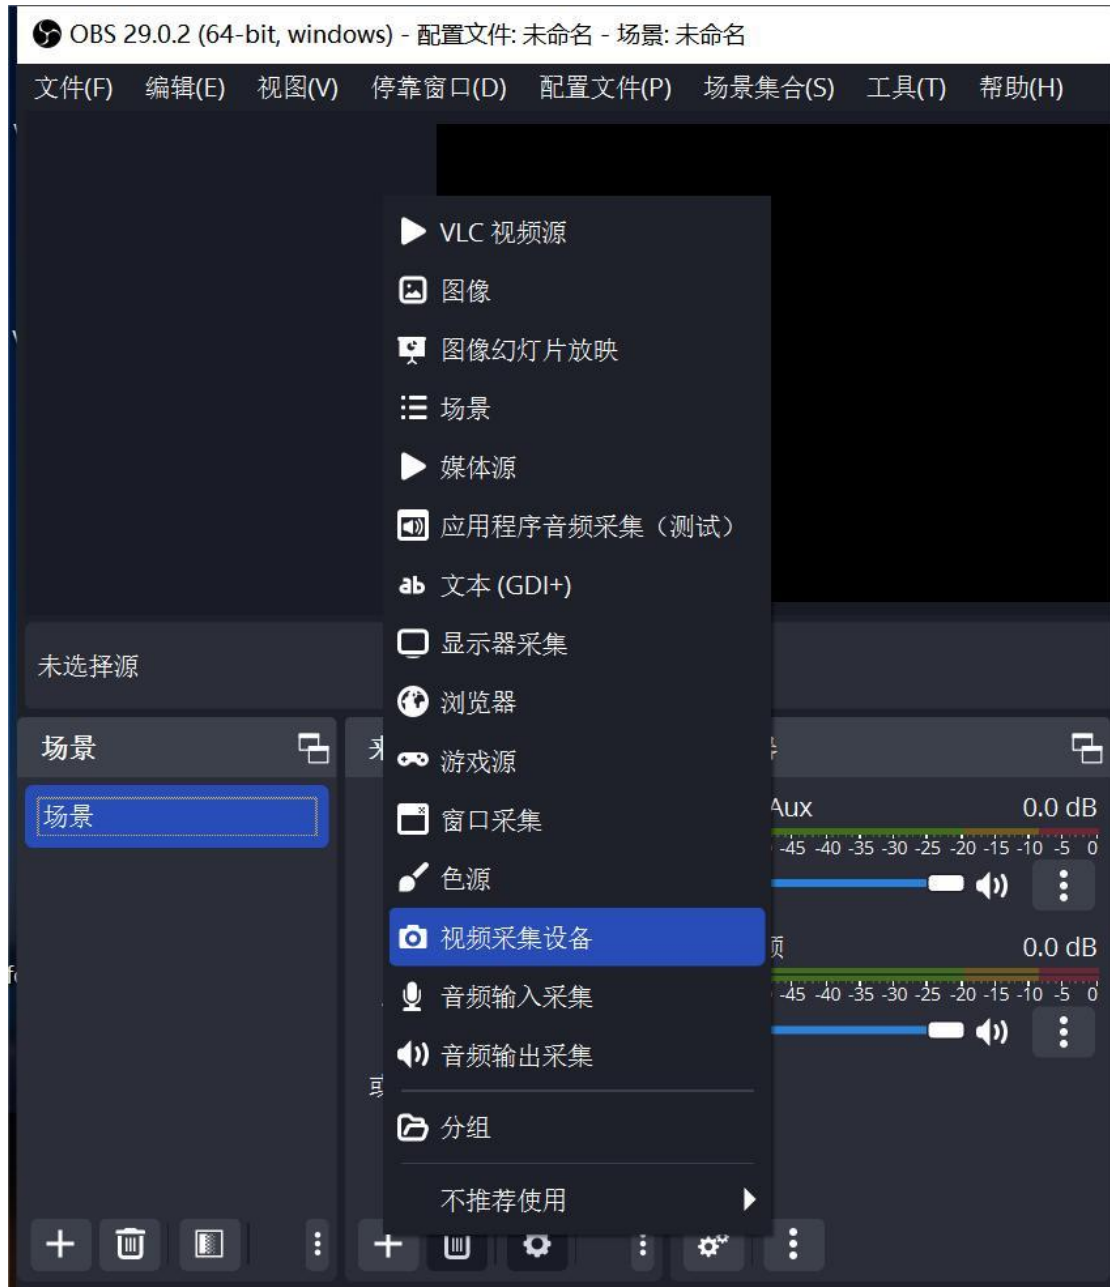 OBS 29.0.2 (64-bit, windows) - 配置文件: 未命名 - 场景: 未命名
文件(F) 编辑(E) 视图(V) 停靠窗口(D) 配置文件(P) 场景集合(S) 工具(T) 帮助(H)
VLC 视频源
图像
图像幻灯片放映
场景
媒体源
应用程序音频采集（测试）
ab 文本 (GDI+)
显示器采集
未选择源
浏览器
游戏源
窗口采集
色源
视频采集设备
音频输入采集
音频输出采集
分组
不推荐使用
场景
场景
Aux 0.0 dB
-45 -40 -35 -30 -25 -20 -15 -10 -5 0
频 0.0 dB
-45 -40 -35 -30 -25 -20 -15 -10 -5 0
或